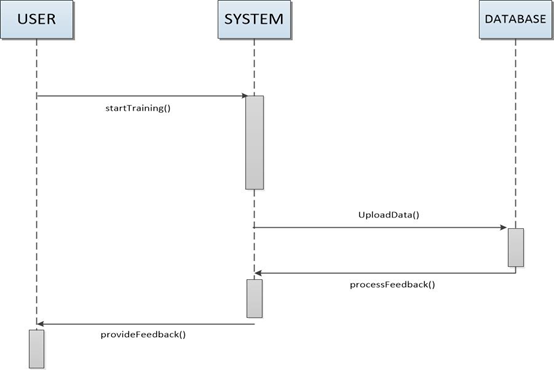 USER
SYSTEM
DATABASE
startTraining()
UploadData()
processFeedback()
provideFeedback()